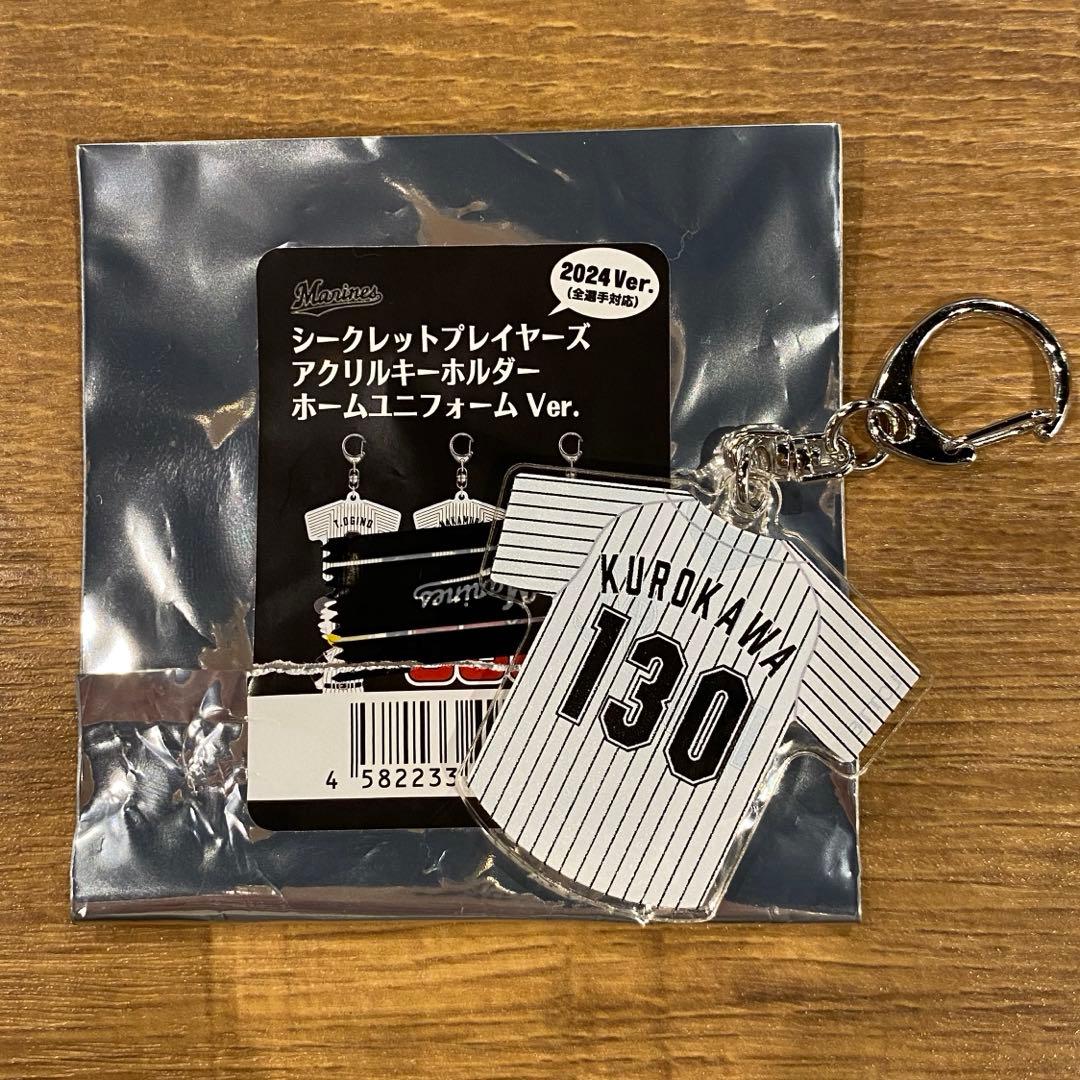 Marines
2024 Ver.
(全選手対応)
シークレットプレイヤーズ
アクリルキーホルダー
ホームユニフォーム Ver.
T.OGINO
Marines
KUROKAWA
130
4 582233